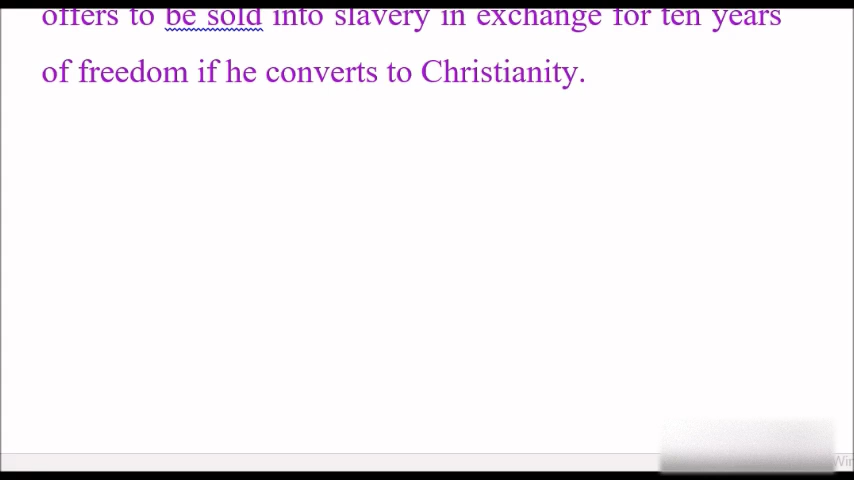 offers to be sold into slavery in exchange for ten years
of freedom if he converts to Christianity.